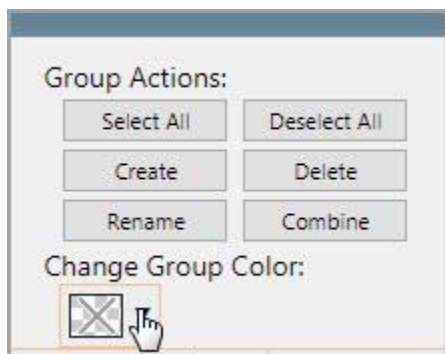 Group Actions:
Select All Deselect All
Create Delete
Rename Combine
Change Group Color: